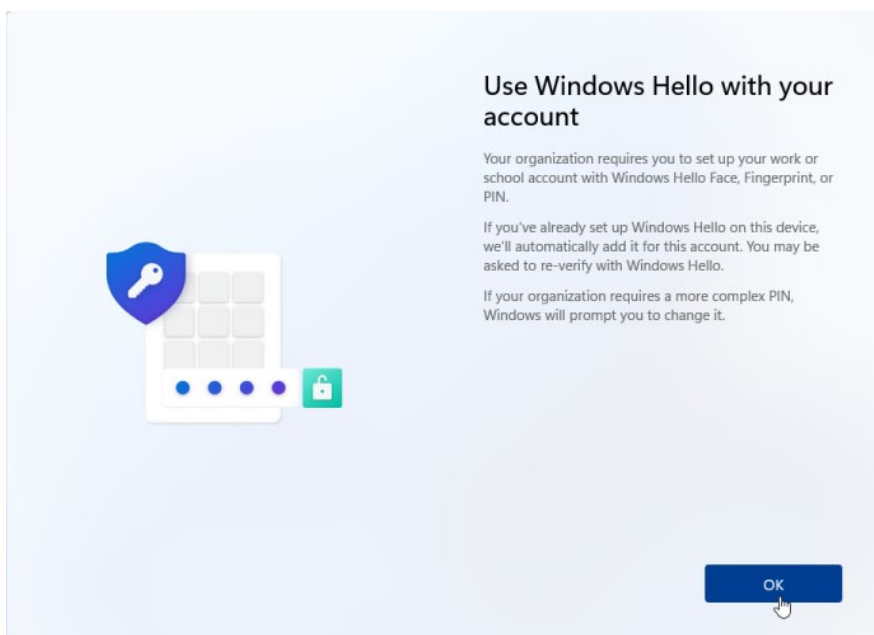 Use Windows Hello with your
account
Your organization requires you to set up your work or
school account with Windows Hello Face, Fingerprint, or
PIN.
If you've already set up Windows Hello on this device,
we'll automatically add it for this account. You may be
asked to re-verify with Windows Hello.
If your organization requires a more complex PIN,
Windows will prompt you to change it.
OK